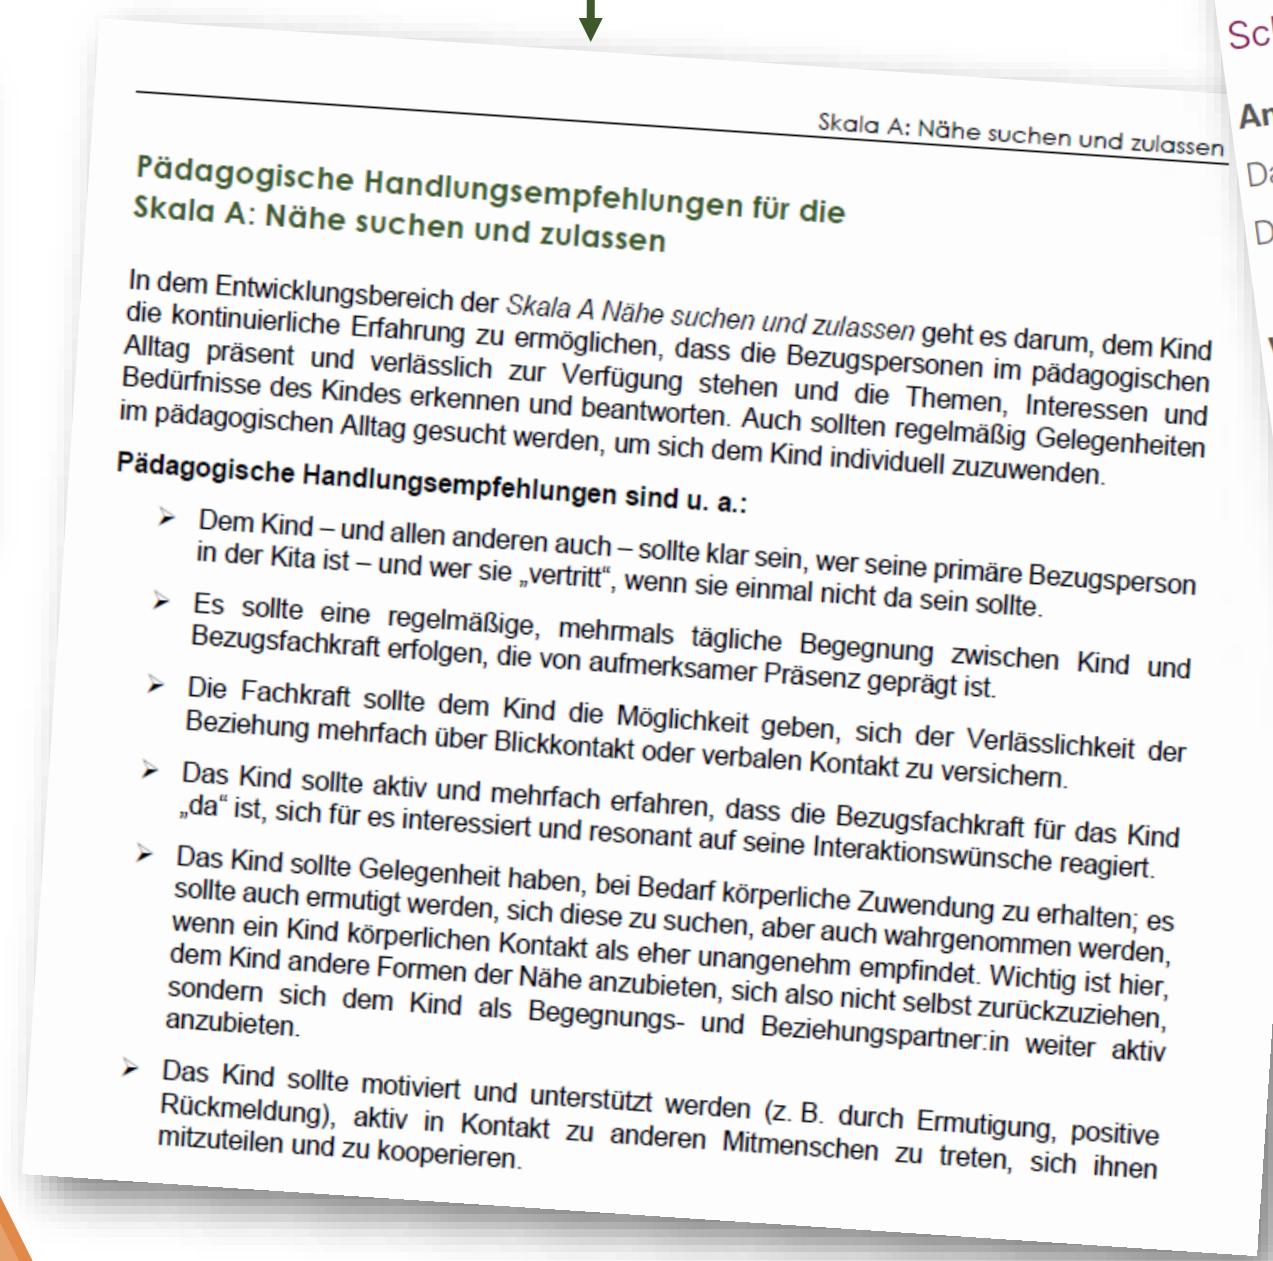 Skala A: Nähe suchen und zulassen
Pädagogische Handlungsempfehlungen für die
Skala A: Nähe suchen und zulassen
In dem Entwicklungsbereich der Skala A Nähe suchen und zulassen geht es darum, dem Kind
die kontinuierliche Erfahrung zu ermöglichen, dass die Bezugspersonen im pädagogischen
Alltag präsent und verlässlich zur Verfügung stehen und die Themen, Interessen und
Bedürfnisse des Kindes erkennen und beantworten. Auch sollten regelmäßig Gelegenheiten
im pädagogischen Alltag gesucht werden, um sich dem Kind individuell zuzuwenden.
Pädagogische Handlungsempfehlungen sind u. a.:
➢ Dem Kind – und allen anderen auch – sollte klar sein, wer seine primäre Bezugsperson
in der Kita ist – und wer sie „vertritt“, wenn sie einmal nicht da sein sollte.
➢ Es sollte eine regelmäßige, mehrmals tägliche Begegnung zwischen Kind und
Bezugsfachkraft erfolgen, die von aufmerksamer Präsenz geprägt ist.
➢ Die Fachkraft sollte dem Kind die Möglichkeit geben, sich der Verlässlichkeit der
Beziehung mehrfach über Blickkontakt oder verbalen Kontakt zu versichern.
➢ Das Kind sollte aktiv und mehrfach erfahren, dass die Bezugsfachkraft für das Kind
„da“ ist, sich für es interessiert und resonant auf seine Interaktionswünsche reagiert.
➢ Das Kind sollte Gelegenheit haben, bei Bedarf körperliche Zuwendung zu erhalten; es
sollte auch ermutigt werden, sich diese zu suchen, aber auch wahrgenommen werden,
wenn ein Kind körperlichen Kontakt als eher unangenehm empfindet. Wichtig ist hier,
dem Kind andere Formen der Nähe anzubieten, sich also nicht selbst zurückzuziehen,
sondern sich dem Kind als Begegnungs- und Beziehungspartner:in weiter aktiv
anzubieten.
➢ Das Kind sollte motiviert und unterstützt werden (z. B. durch Ermutigung, positive
Rückmeldung), aktiv in Kontakt zu anderen Mitmenschen zu treten, sich ihnen
mitzuteilen und zu kooperieren.